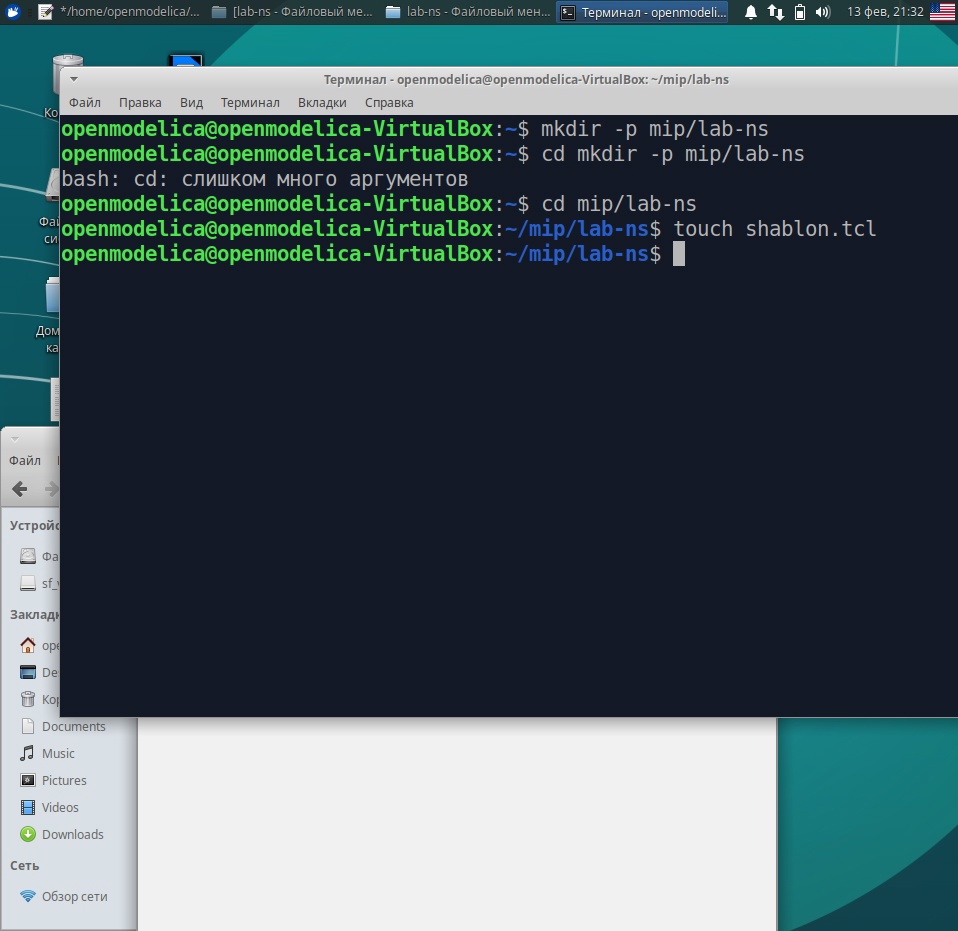 */home/openmodelica/... [lab-ns - Файловый ме... lab-ns - Файловый мен... Терминал - openmodeli... 13 фев, 21:32
Терминал - openmodelica@openmodelica-VirtualBox: ~/mip/lab-ns
Файл Правка Вид Терминал Вкладки Справка
openmodelica@openmodelica-VirtualBox:~$ mkdir -p mip/lab-ns
openmodelica@openmodelica-VirtualBox:~$ cd mkdir -p mip/lab-ns
bash: cd: слишком много аргументов
openmodelica@openmodelica-VirtualBox:~$ cd mip/lab-ns
openmodelica@openmodelica-VirtualBox:~/mip/lab-ns$ touch shablon.tcl
openmodelica@openmodelica-VirtualBox:~/mip/lab-ns$
Ко
Фай
си
Дом
ка
Файл
Устройс
Фа
sf_
Заклад
ope
De
Кор
Documents
Music
Pictures
Videos
Downloads
Сеть
Обзор сети